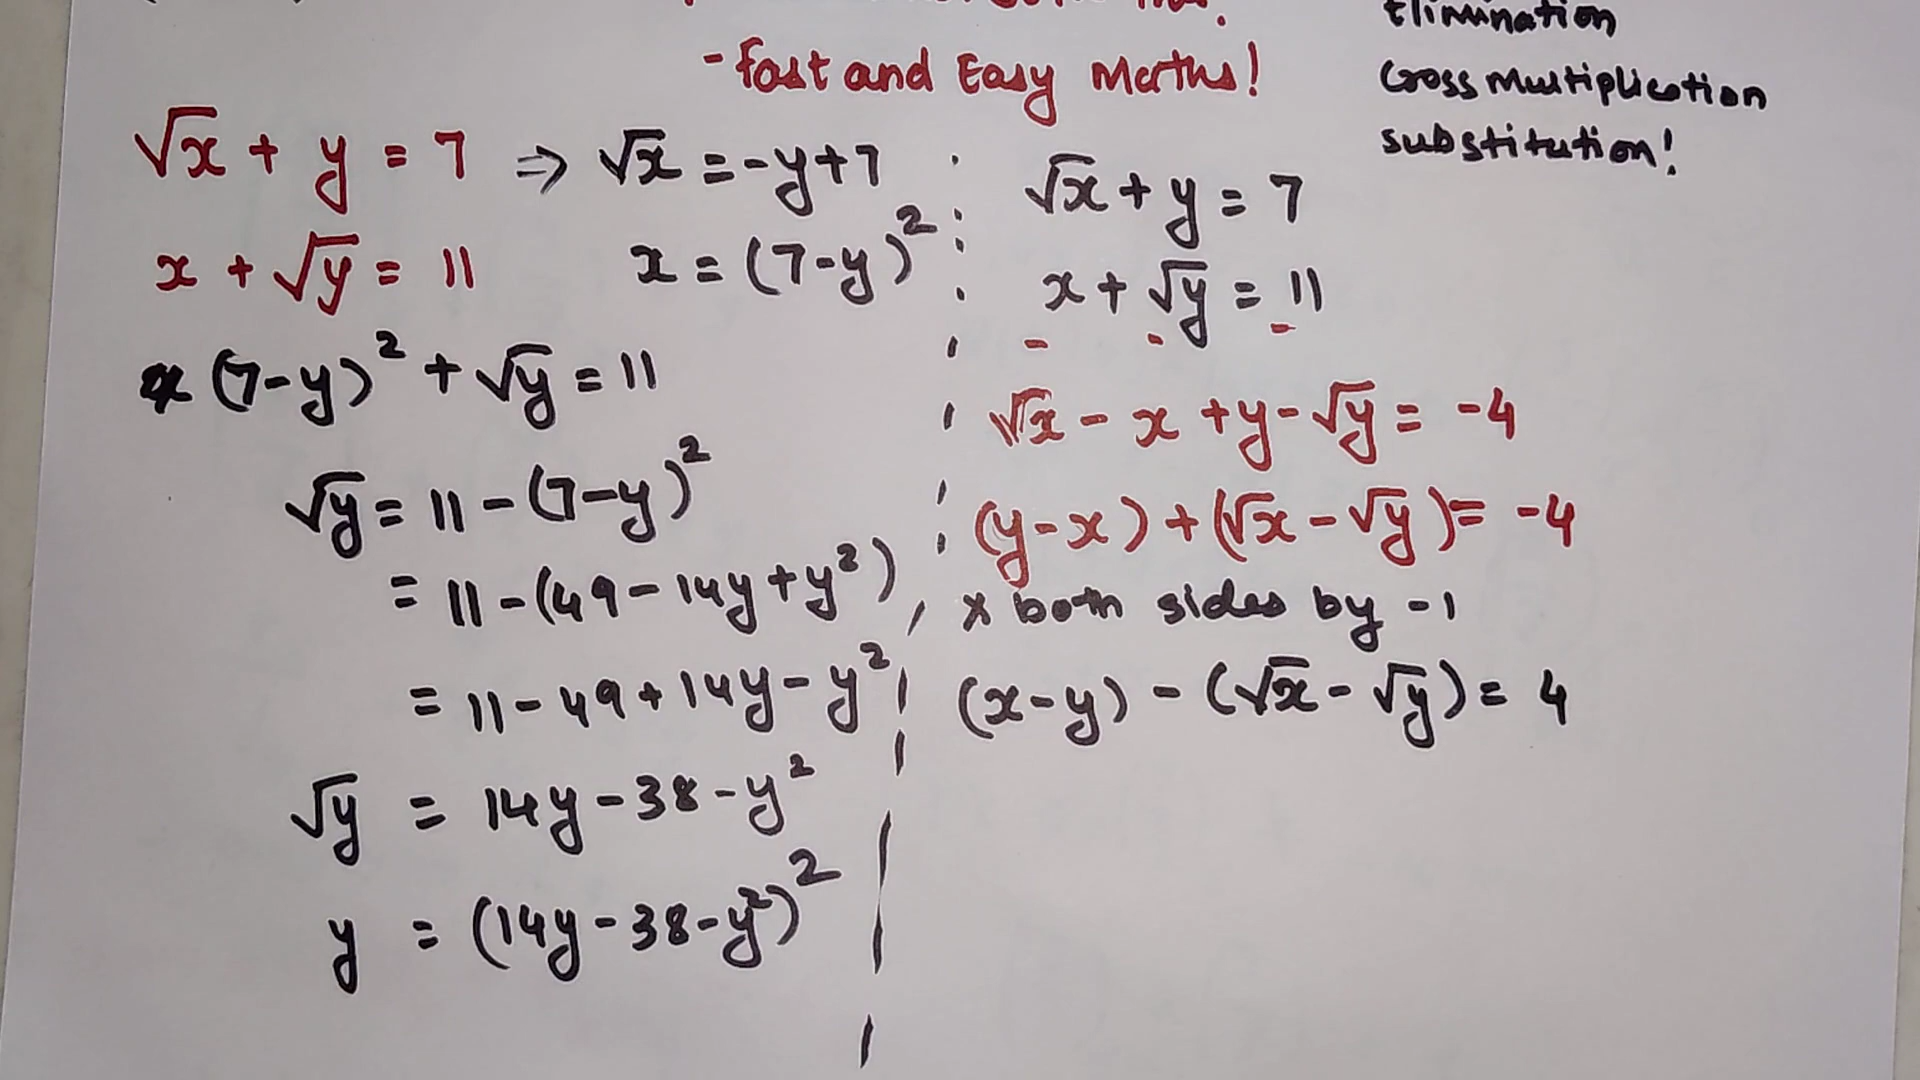 - fast and Easy Maths!
Elimination
Cross Multiplication
substitution!
√x + y = 7 ⇒ √x = -y+7
x + √y = 11
x = (7-y)²
(7-y)² + √y = 11
√y = 11 - (7-y)²
= 11 - (49 - 14y + y²)
= 11 - 49 + 14y - y²
√y = 14y - 38 - y²
y = (14y - 38 - y²)²
√x + y = 7
x + √y = 11
- - -
√x - x + y - √y = -4
(y-x) + (√x - √y) = -4
x both sides by -1
(x-y) - (√x - √y) = 4